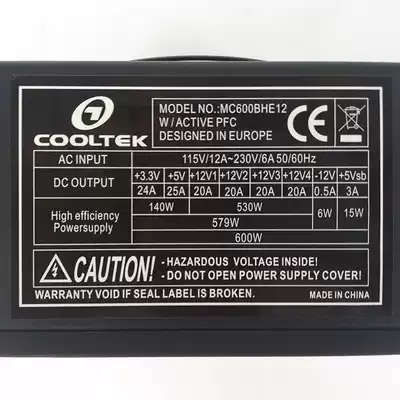 COOLTEK
MODEL NO.:MC600BHE12
W / ACTIVE PFC
DESIGNED IN EUROPE
CE
AC INPUT 115V/12A~230V/6A 50/60Hz
DC OUTPUT +3.3V +5V +12V1 +12V2 +12V3 +12V4 -12V +5Vsb
24A 25A 20A 20A 20A 20A 0.5A 3A
High efficiency Powersupply
140W 530W 6W 15W
579W
600W
CAUTION!
- HAZARDOUS VOLTAGE INSIDE!
- DO NOT OPEN POWER SUPPLY COVER!
WARRANTY VOID IF SEAL LABEL IS BROKEN.
MADE IN CHINA